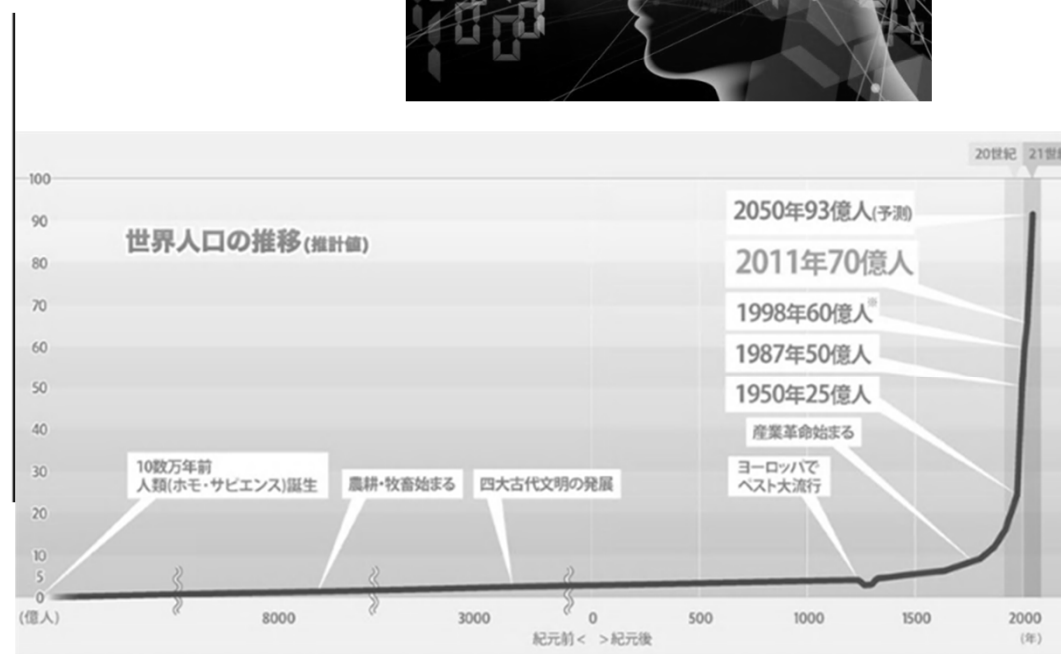 20世紀 21世紀
100
90
80
70
60
50
40
30
20
10
5
0
(億人)
世界人口の推移(推計値)
2050年93億人(予測)
2011年70億人
1998年60億人※
1987年50億人
1950年25億人
産業革命始まる
ヨーロッパで
ペスト大流行
10数万年前
人類(ホモ・サピエンス)誕生
農耕・牧畜始まる
四大古代文明の発展
8000
3000
0
500
1000
1500
2000
紀元前< >紀元後
(年)